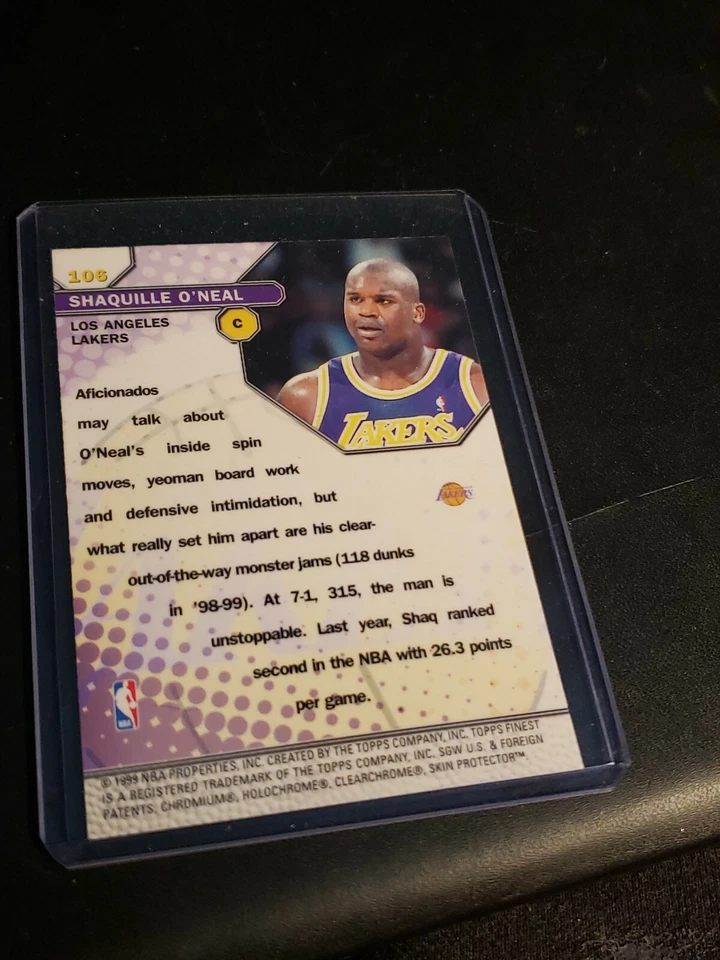 106
SHAQUILLE O'NEAL
LOS ANGELES
LAKERS
C
LAKERS
Aficionados
may talk about
O'Neal's inside spin
moves, yeoman board work
and defensive intimidation, but
what really set him apart are his clear-
out-of-the-way monster jams (118 dunks
in '98-99). At 7-1, 315, the man is
unstoppable. Last year, Shaq ranked
second in the NBA with 26.3 points
per game.
LAKERS
NBA
© 1999 NBA PROPERTIES, INC. CREATED BY THE TOPPS COMPANY, INC. TOPPS FINEST
IS A REGISTERED TRADEMARK OF THE TOPPS COMPANY, INC. SGW U.S. & FOREIGN
PATENTS, CHROMIUM®, HOLOCHROME®, CLEARCHROME®, SKIN PROTECTOR™.